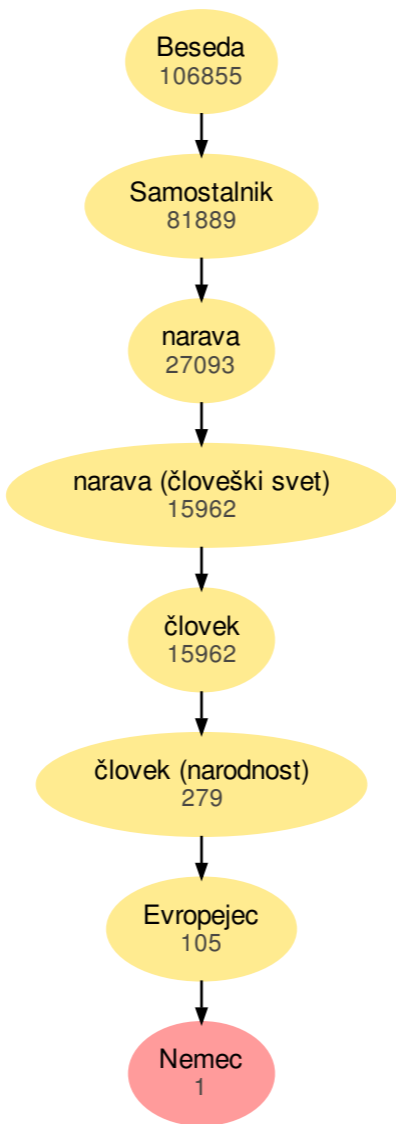 Beseda
106855
Samostalnik
81889
narava
27093
narava (človeški svet)
15962
človek
15962
človek (narodnost)
279
Evropejec
105
Nemec
1